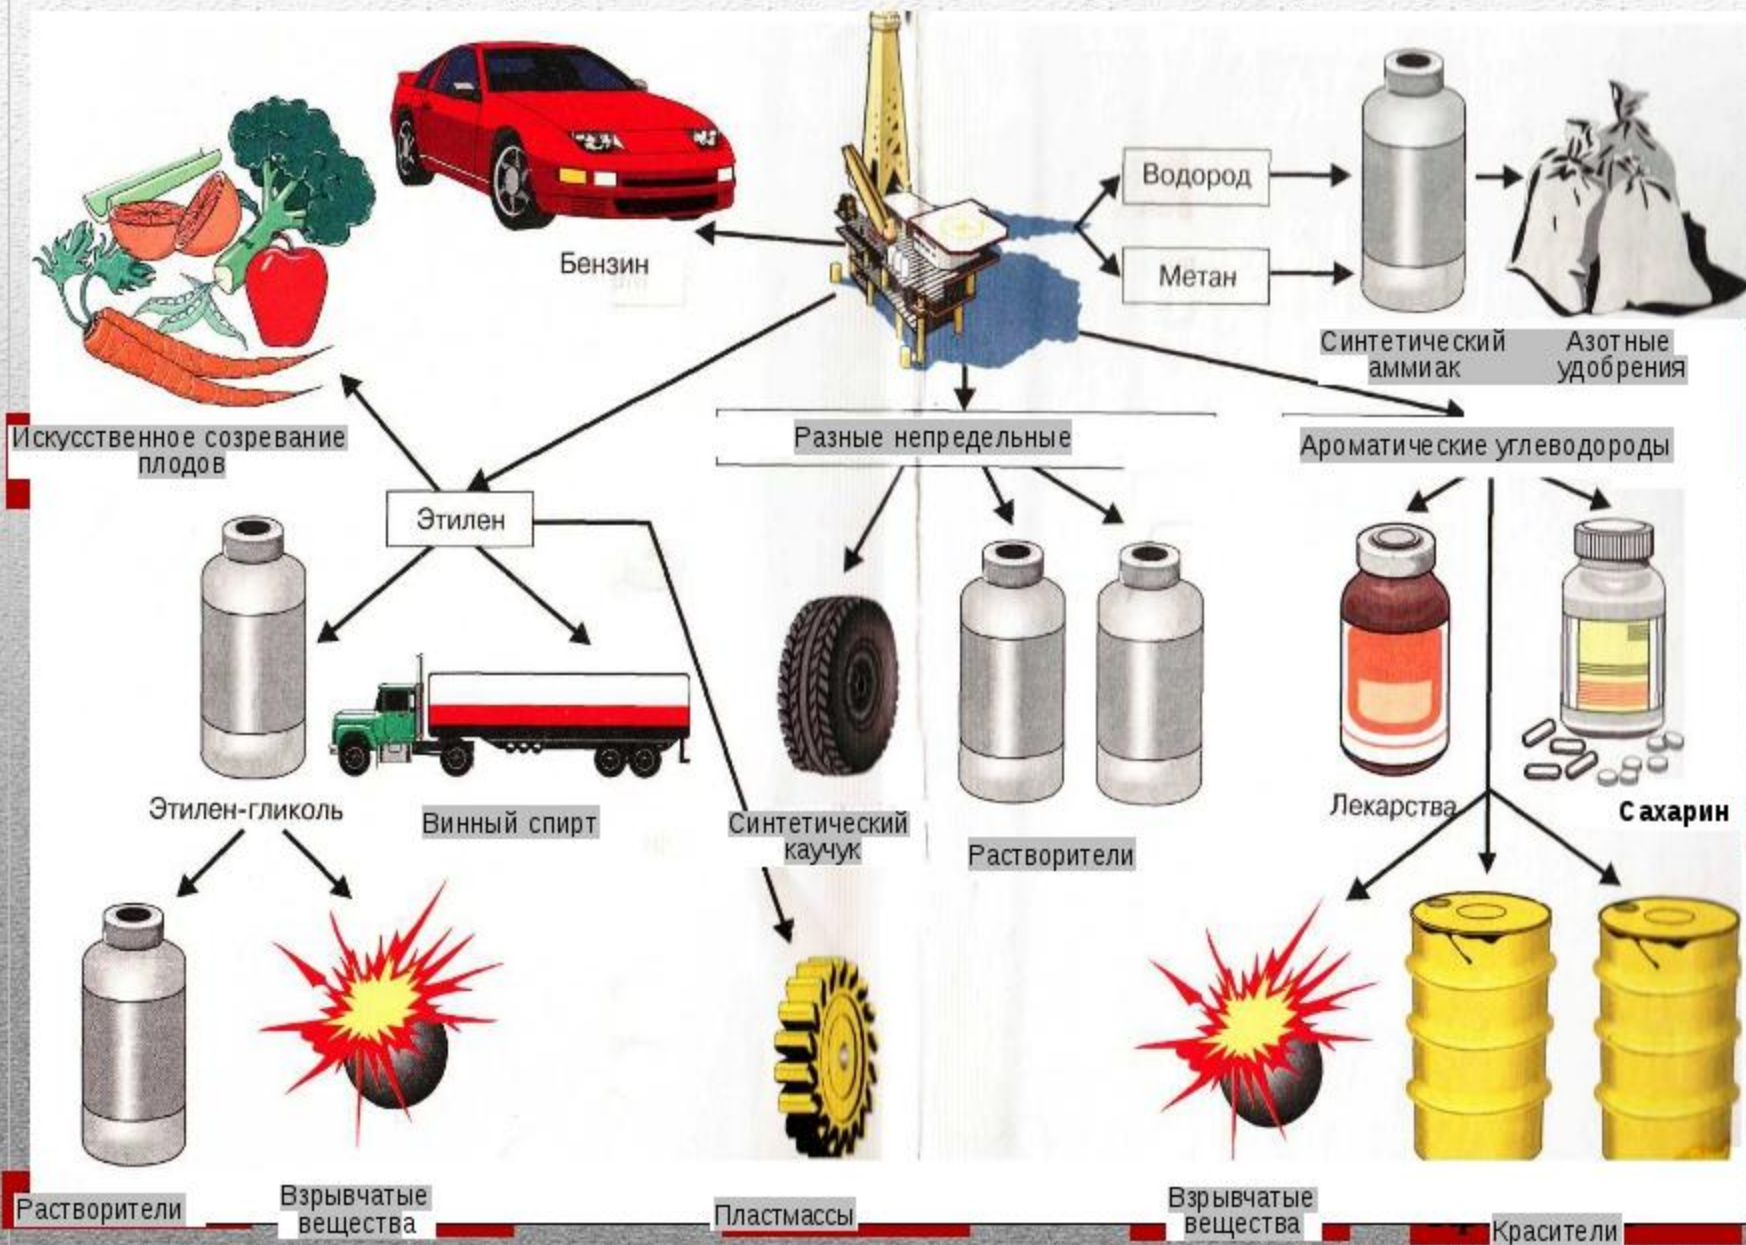 Бензин
Водород
Метан
Синтетический
аммиак
Азотные
удобрения
Искусственное созревание
плодов
Разные непредельные
Ароматические углеводороды
Этилен
Этилен-гликоль
Винный спирт
Синтетический
каучук
Растворители
Лекарства
Сахарин
Растворители
Взрывчатые
вещества
Пластмассы
Взрывчатые
вещества
Красители